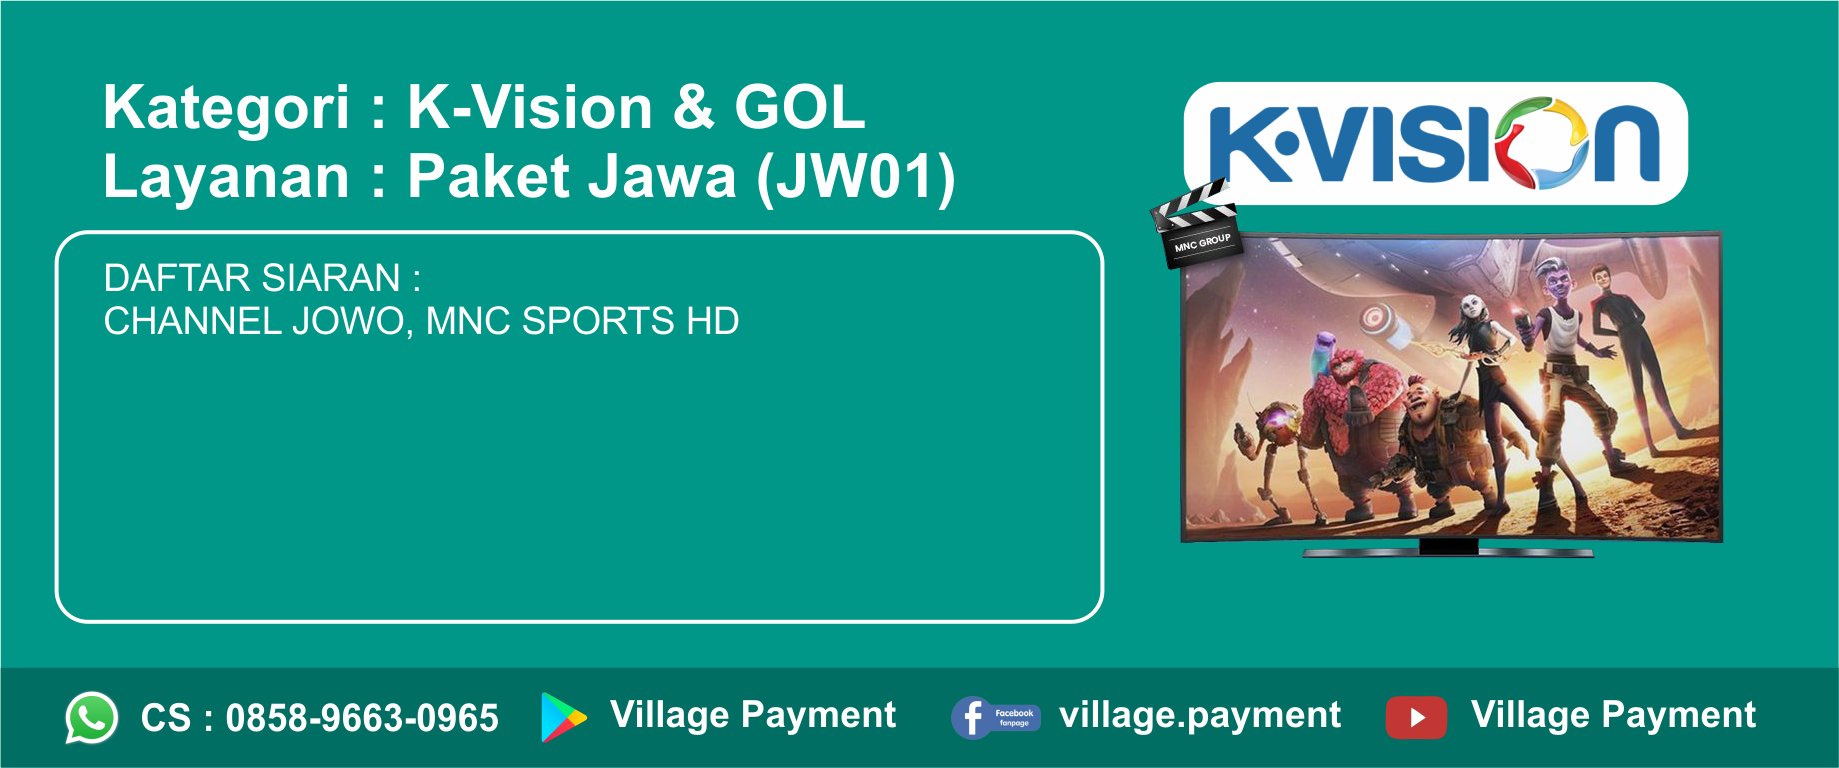 Kategori : K-Vision & GOL
Layanan : Paket Jawa (JW01)
K-VISION
MNC GROUP
DAFTAR SIARAN :
CHANNEL JOWO, MNC SPORTS HD
CS : 0858-9663-0965
Village Payment
Facebook
fanpage
village.payment
Village Payment